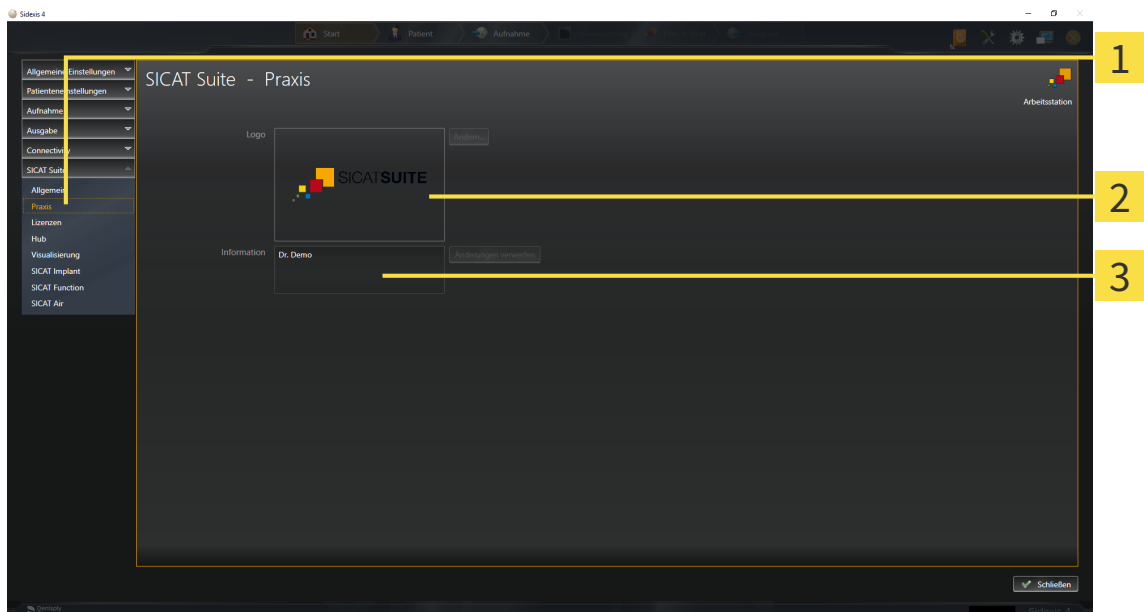 Sidexis 4
Start
Patient
Aufnahme
1
Allgemeine Einstellungen
Patienteneinstellungen
Aufnahme
Ausgabe
Connectivity
SICAT Suite
Allgemein
Praxis
Lizenzen
Hub
Visualisierung
SICAT Implant
SICAT Function
SICAT Air
SICAT Suite - Praxis
Arbeitsstation
Logo
SICATSUITE
Ändern...
2
Information
Dr. Demo
Änderungen verwerfen
3
Schließen
Dentsply
Sidexis 4